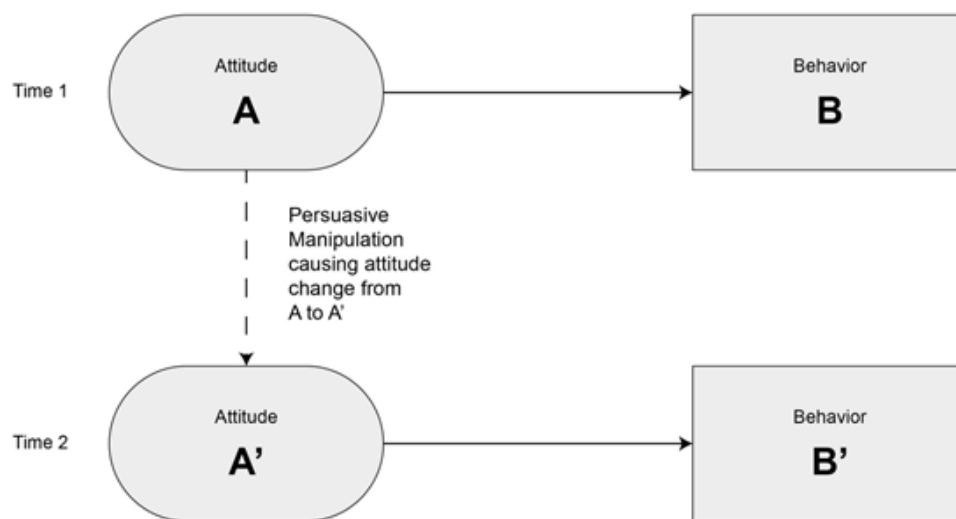 Time 1
Attitude
A
Behavior
B
Persuasive
Manipulation
causing attitude
change from
A to A’
Time 2
Attitude
A’
Behavior
B’